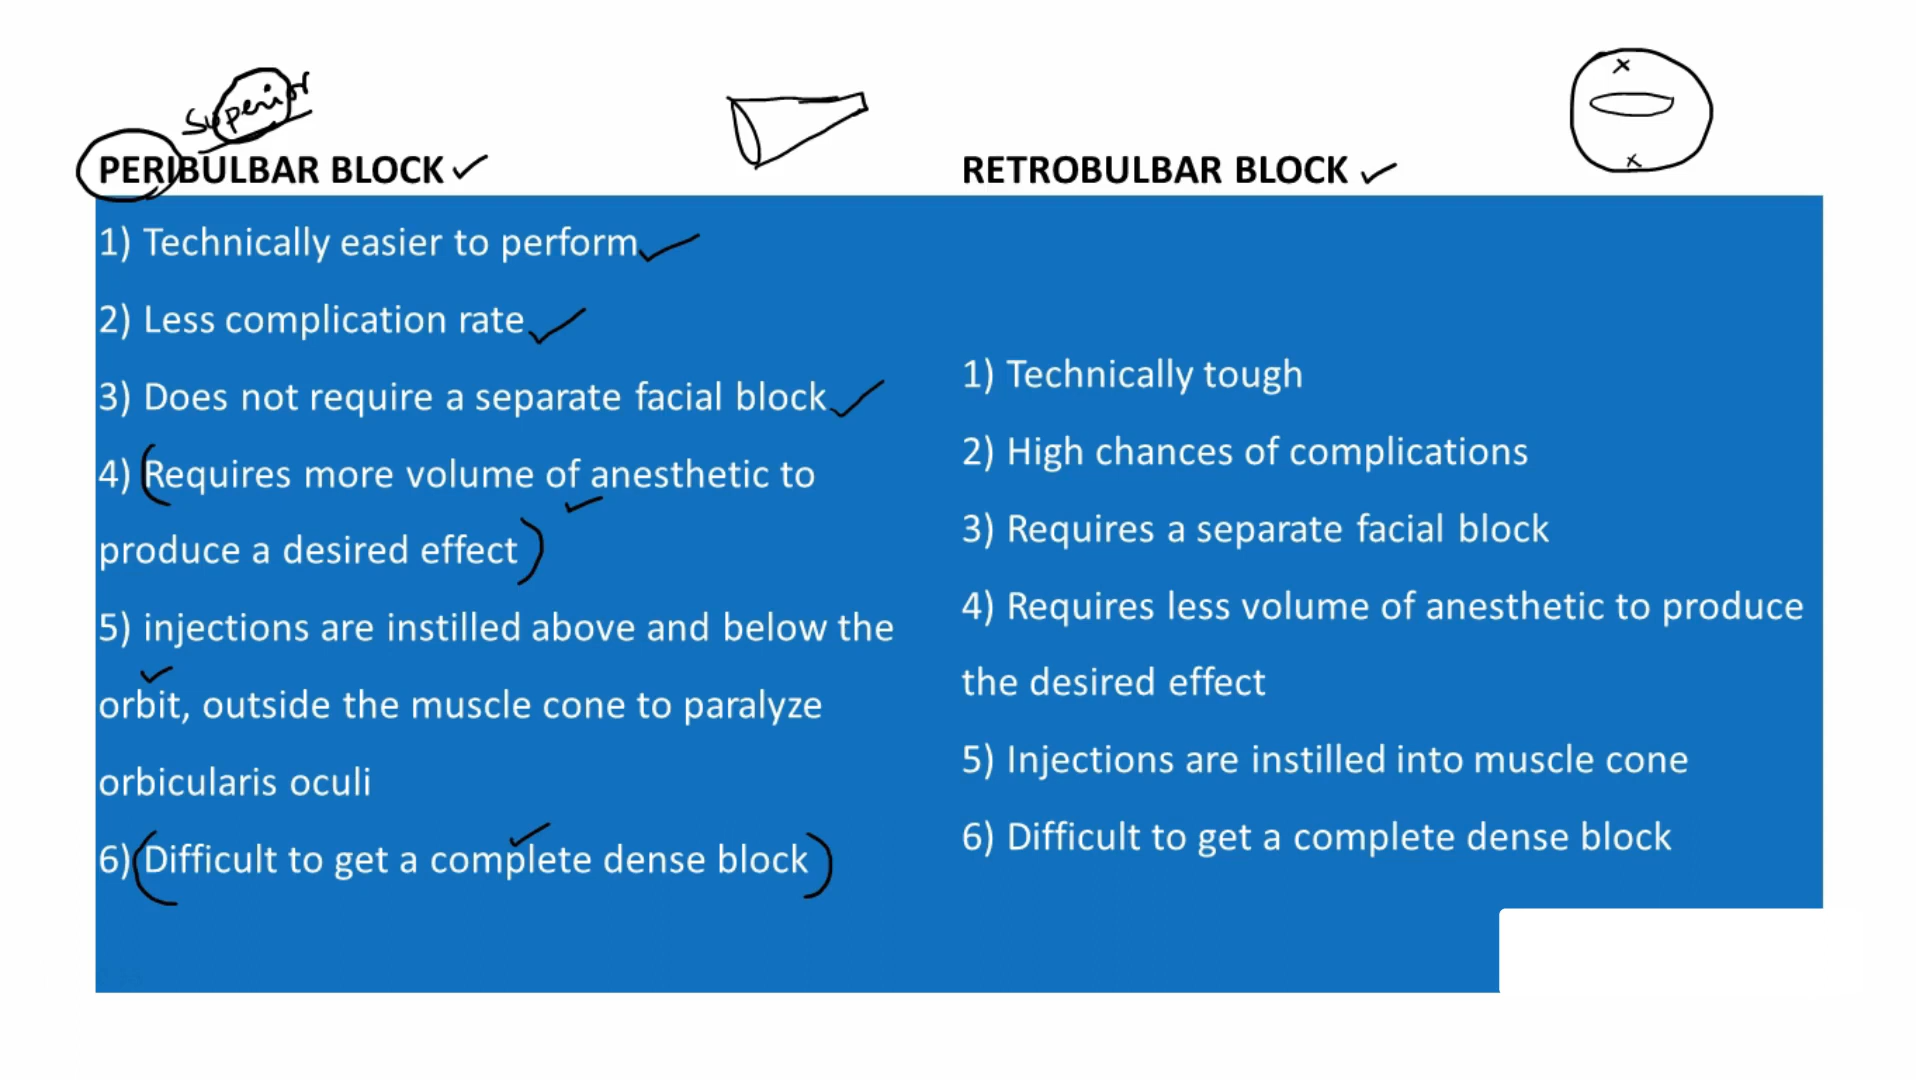 Superior
PERIBULBAR BLOCK
1) Technically easier to perform
2) Less complication rate
3) Does not require a separate facial block
4) Requires more volume of anesthetic to
produce a desired effect
5) injections are instilled above and below the
orbit, outside the muscle cone to paralyze
orbicularis oculi
6) Difficult to get a complete dense block
RETROBULBAR BLOCK
1) Technically tough
2) High chances of complications
3) Requires a separate facial block
4) Requires less volume of anesthetic to produce
the desired effect
5) Injections are instilled into muscle cone
6) Difficult to get a complete dense block